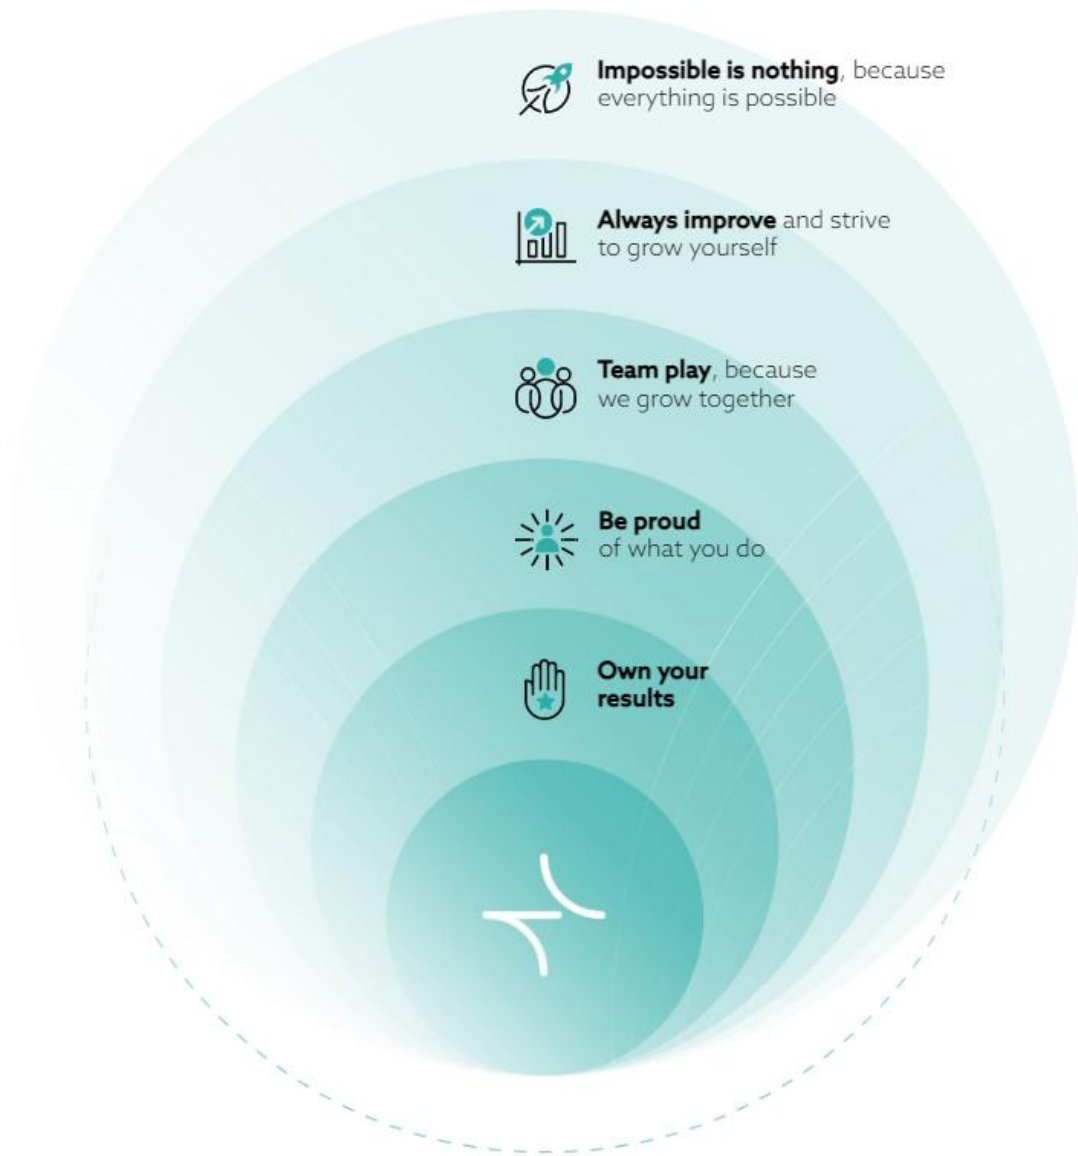 Impossible is nothing, because
everything is possible
Always improve and strive
to grow yourself
Team play, because
we grow together
Be proud
of what you do
Own your
results